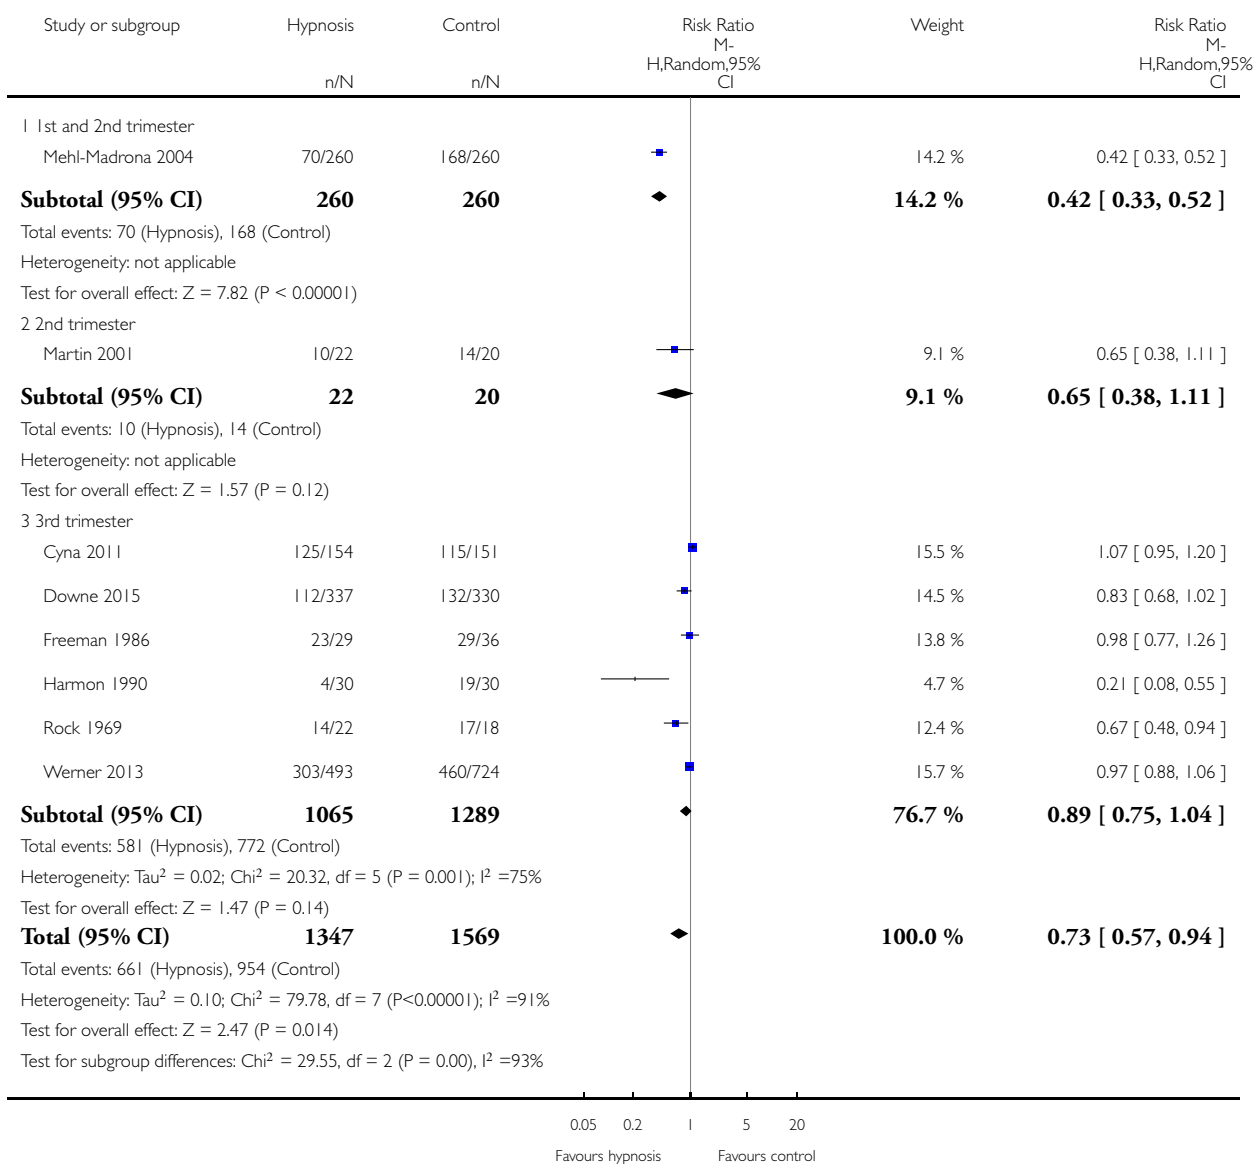 Study or subgroup Hypnosis Control Risk Ratio Weight Risk Ratio
M- M-
H,Random,95% H,Random,95%
n/N n/N CI CI
1 1st and 2nd trimester
Mehl-Madrona 2004 70/260 168/260 14.2 % 0.42 [ 0.33, 0.52 ]
Subtotal (95% CI) 260 260 14.2 % 0.42 [ 0.33, 0.52 ]
Total events: 70 (Hypnosis), 168 (Control)
Heterogeneity: not applicable
Test for overall effect: Z = 7.82 (P < 0.00001)
2 2nd trimester
Martin 2001 10/22 14/20 9.1 % 0.65 [ 0.38, 1.11 ]
Subtotal (95% CI) 22 20 9.1 % 0.65 [ 0.38, 1.11 ]
Total events: 10 (Hypnosis), 14 (Control)
Heterogeneity: not applicable
Test for overall effect: Z = 1.57 (P = 0.12)
3 3rd trimester
Cyna 2011 125/154 115/151 15.5 % 1.07 [ 0.95, 1.20 ]
Downe 2015 112/337 132/330 14.5 % 0.83 [ 0.68, 1.02 ]
Freeman 1986 23/29 29/36 13.8 % 0.98 [ 0.77, 1.26 ]
Harmon 1990 4/30 19/30 4.7 % 0.21 [ 0.08, 0.55 ]
Rock 1969 14/22 17/18 12.4 % 0.67 [ 0.48, 0.94 ]
Werner 2013 303/493 460/724 15.7 % 0.97 [ 0.88, 1.06 ]
Subtotal (95% CI) 1065 1289 76.7 % 0.89 [ 0.75, 1.04 ]
Total events: 581 (Hypnosis), 772 (Control)
Heterogeneity: Tau² = 0.02; Chi² = 20.32, df = 5 (P = 0.001); I² =75%
Test for overall effect: Z = 1.47 (P = 0.14)
Total (95% CI) 1347 1569 100.0 % 0.73 [ 0.57, 0.94 ]
Total events: 661 (Hypnosis), 954 (Control)
Heterogeneity: Tau² = 0.10; Chi² = 79.78, df = 7 (P<0.00001); I² =91%
Test for overall effect: Z = 2.47 (P = 0.014)
Test for subgroup differences: Chi² = 29.55, df = 2 (P = 0.00), I² =93%
0.05 0.2 1 5 20
Favours hypnosis Favours control